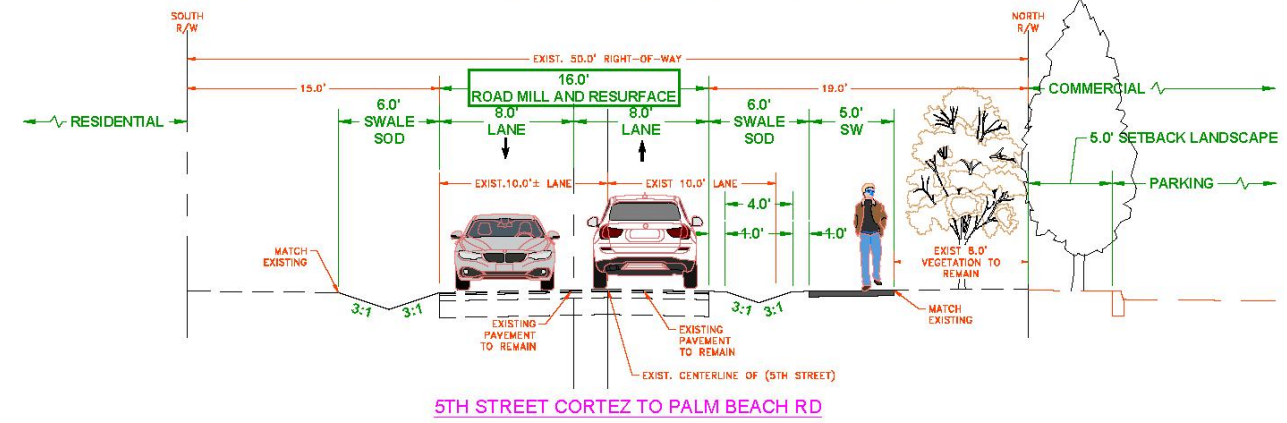 SOUTH
R/W
NORTH
R/W
EXIST. 50.0' RIGHT-OF-WAY
15.0'
16.0'
ROAD MILL AND RESURFACE
19.0'
COMMERCIAL
RESIDENTIAL
6.0'
SWALE
SOD
8.0'
LANE
8.0'
LANE
6.0'
SWALE
SOD
5.0'
SW
5.0' SETBACK LANDSCAPE
PARKING
EXIST.10.0'± LANE
EXIST 10.0' LANE
4.0'
1.0'
1.0'
MATCH
EXISTING
EXIST 6.0'
VEGETATION TO
REMAIN
3:1
3:1
3:1
3:1
MATCH
EXISTING
EXISTING
PAVEMENT
TO REMAIN
EXISTING
PAVEMENT
TO REMAIN
EXIST. CENTERLINE OF (5TH STREET)
5TH STREET CORTEZ TO PALM BEACH RD